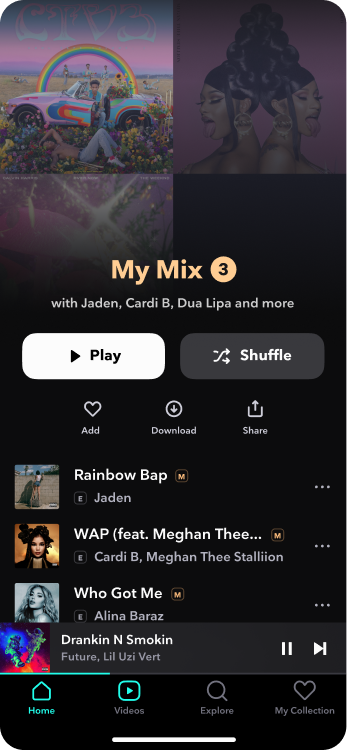 My Mix 3
with Jaden, Cardi B, Dua Lipa and more
Play
Shuffle
Add
Download
Share
Rainbow Bap M
E Jaden
WAP (feat. Meghan Thee... M
E Cardi B, Meghan Thee Stalliion
Who Got Me M
E Alina Baraz
Drankin N Smokin
Future, Lil Uzi Vert
Home
Videos
Explore
My Collection